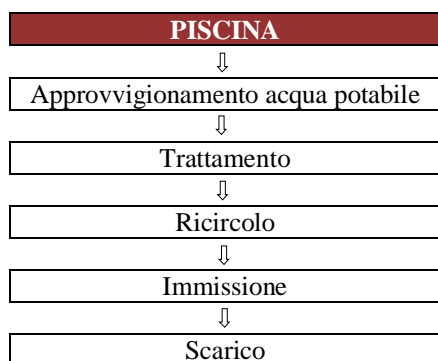 PISCINA
⇩
Approvvigionamento acqua potabile
⇩
Trattamento
⇩
Ricircolo
⇩
Immissione
⇩
Scarico